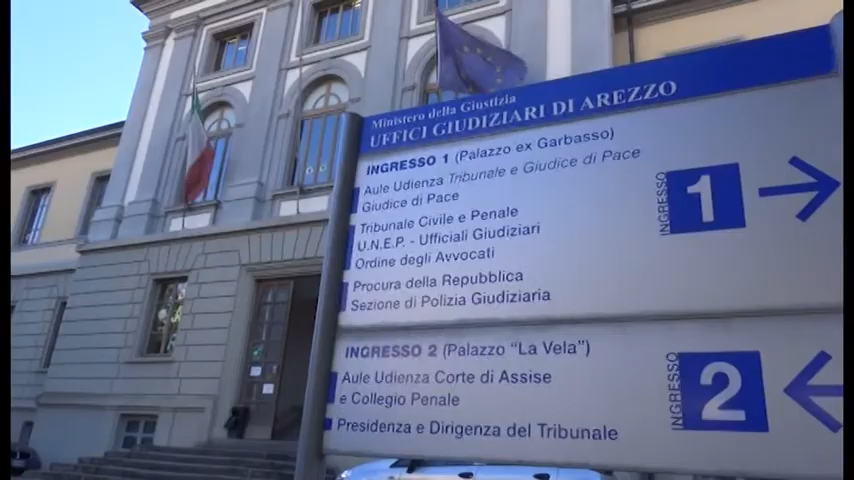 Ministero della Giustizia
UFFICI GIUDIZIARI DI AREZZO
INGRESSO 1 (Palazzo ex Garbasso)
Aule Udienza Tribunale e Giudice di Pace
Giudice di Pace
Tribunale Civile e Penale
U.N.E.P. - Ufficiali Giudiziari
Ordine degli Avvocati
Procura della Repubblica
Sezione di Polizia Giudiziaria
INGRESSO 1
INGRESSO 2 (Palazzo "La Vela")
Aule Udienza Corte di Assise
e Collegio Penale
Presidenza e Dirigenza del Tribunale
INGRESSO 2